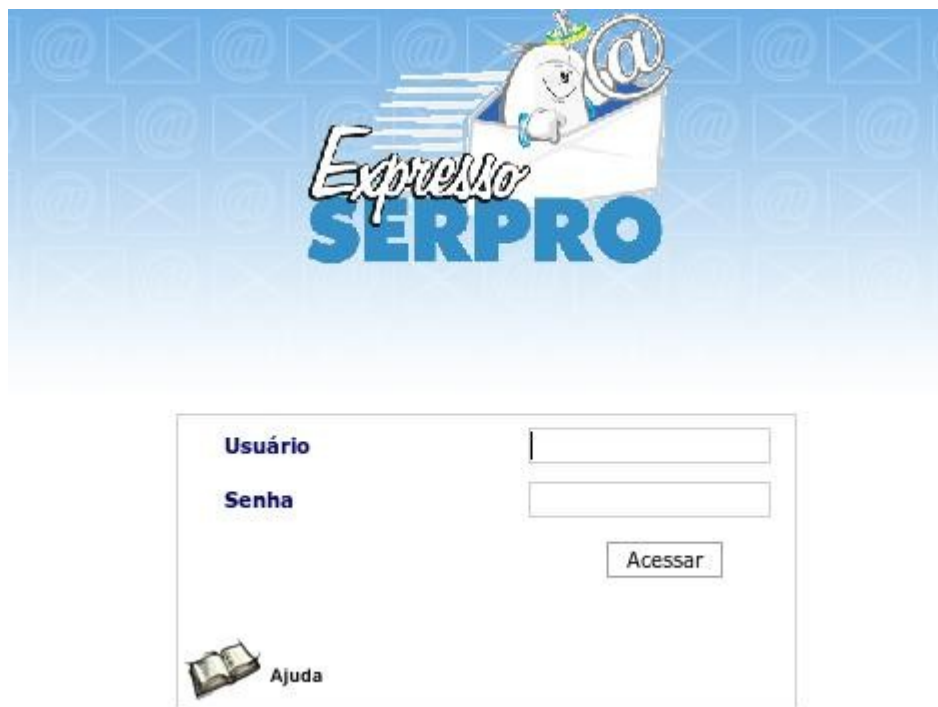 Expresso
SERPRO
Usuário
Senha
Acessar
Ajuda